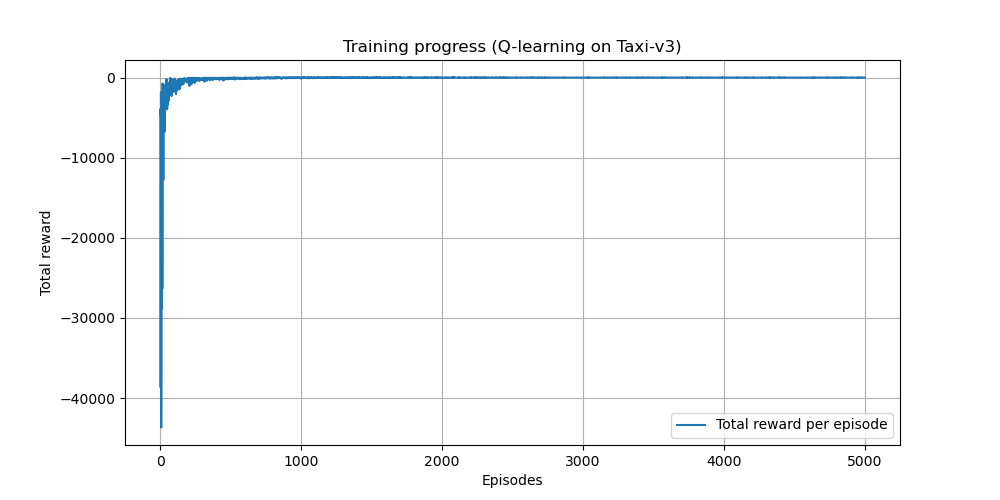 Training progress (Q-learning on Taxi-v3)
Total reward
0
−10000
−20000
−30000
−40000
Total reward per episode
0 1000 2000 3000 4000 5000
Episodes